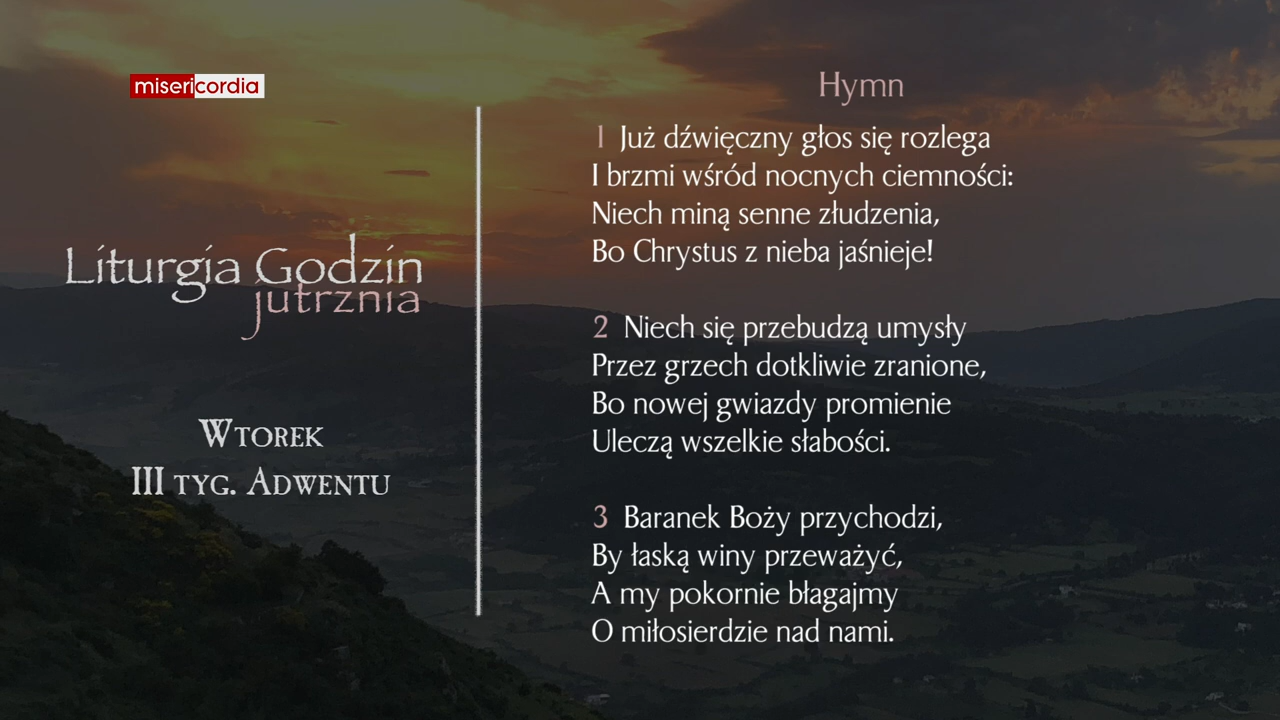 misericordia
Liturgia Godzin
jutrznia
Wtorek
III tyg. Adwentu
Hymn
1 Już dźwięczny głos się rozlega
I brzmi wśród nocnych ciemności:
Niech miną senne złudzenia,
Bo Chrystus z nieba jaśnieje!
2 Niech się przebudzą umysły
Przez grzech dotkliwie zranione,
Bo nowej gwiazdy promienie
Uleczą wszelkie słabości.
3 Baranek Boży przychodzi,
By łaską winy przeważyć,
A my pokornie błagajmy
O miłosierdzie nad nami.